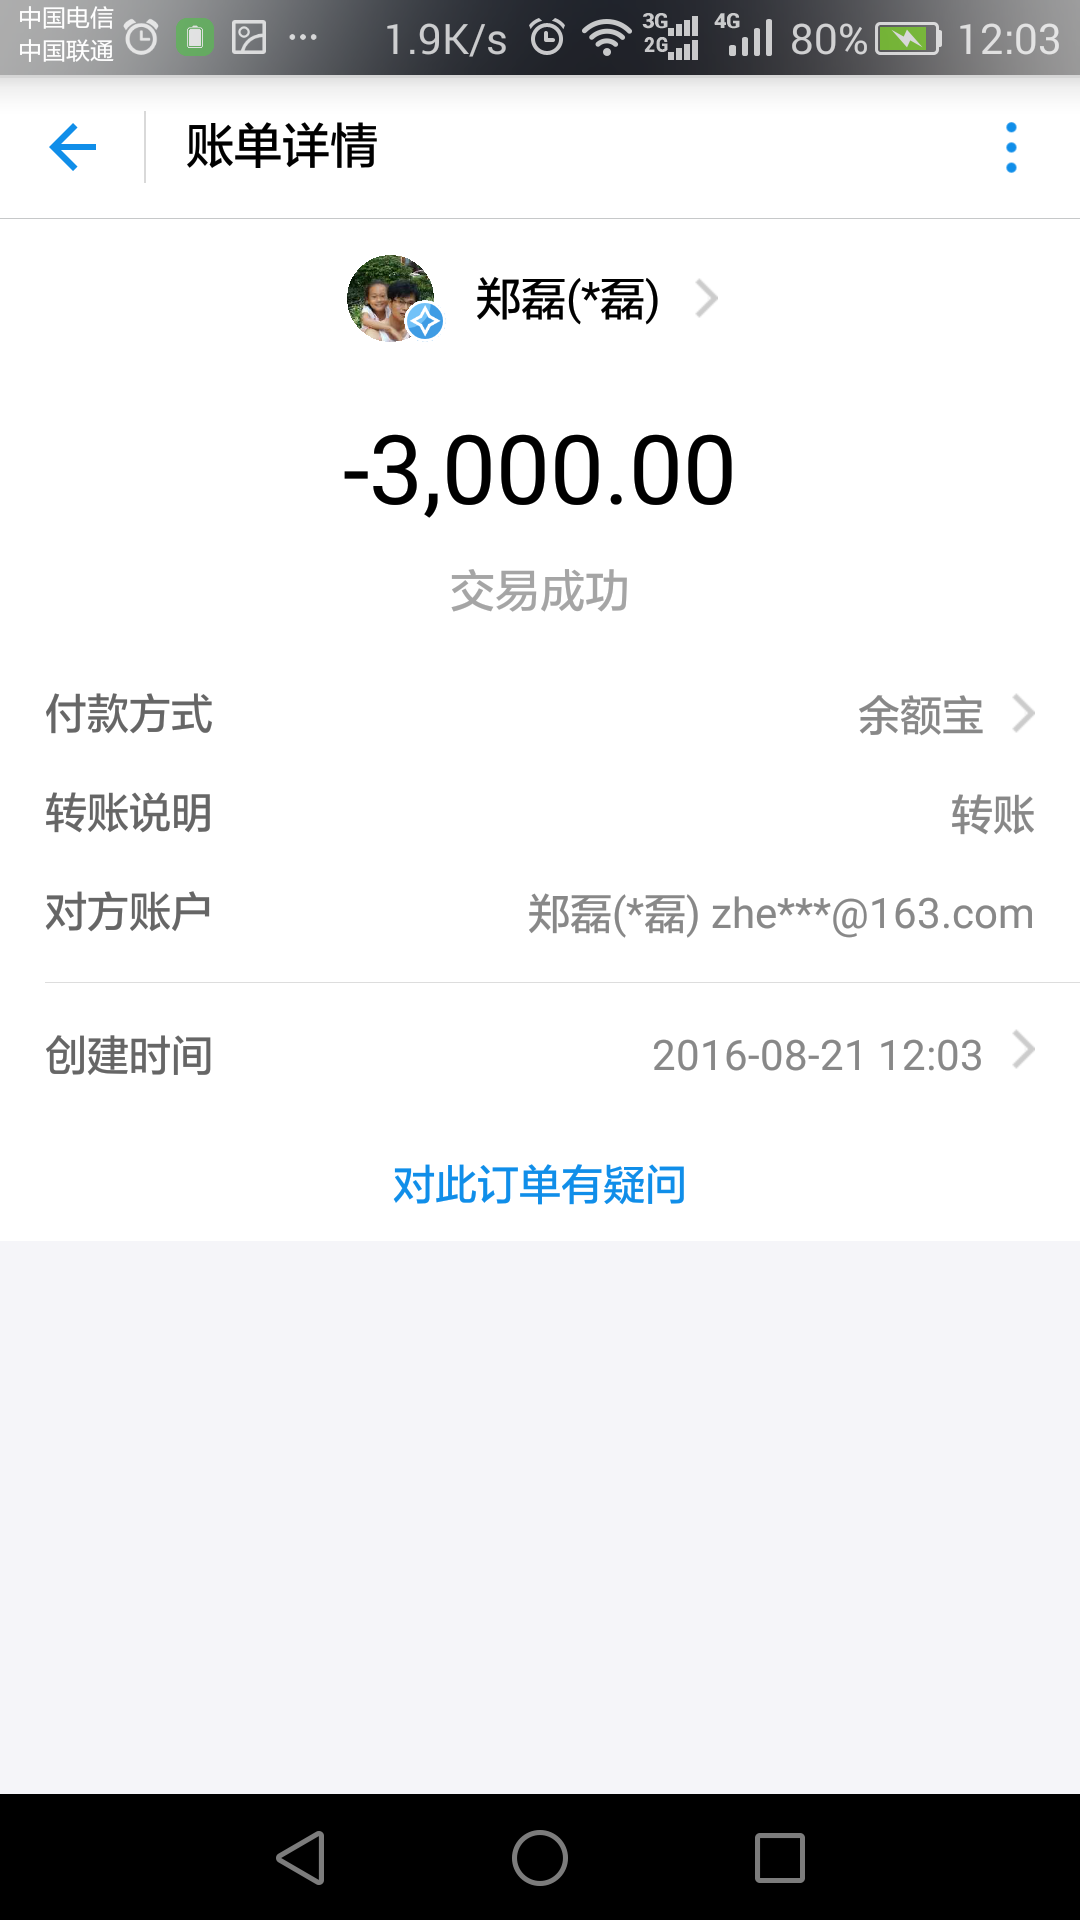 中国电信
中国联通
1.9K/s 3G 2G 4G 80% 12:03
账单详情
郑磊(*磊)
-3,000.00
交易成功
付款方式 余额宝
转账说明 转账
对方账户 郑磊(*磊) zhe***@163.com
创建时间 2016-08-21 12:03
对此订单有疑问